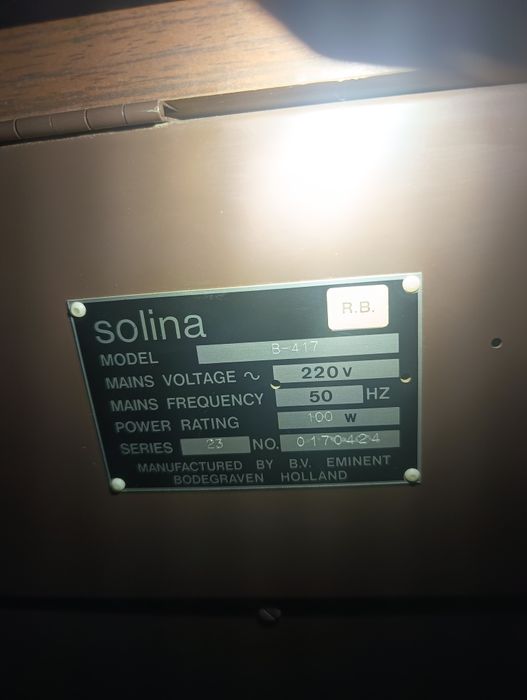 solina
R.B.
MODEL B-417
MAINS VOLTAGE ~ 220 V
MAINS FREQUENCY 50 HZ
POWER RATING 100 W
SERIES 23 NO. 0170424
MANUFACTURED BY B.V. EMINENT
BODEGRAVEN HOLLAND